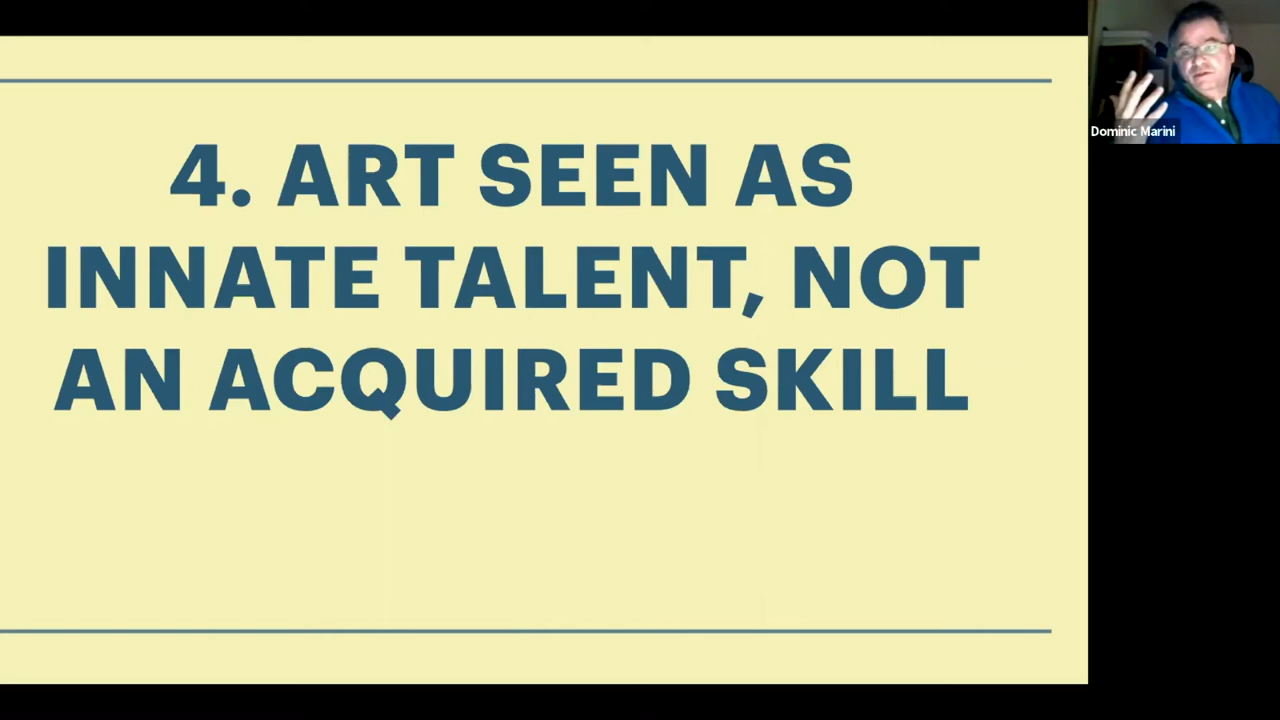 4. ART SEEN AS
INNATE TALENT, NOT
AN ACQUIRED SKILL
Dominic Marini